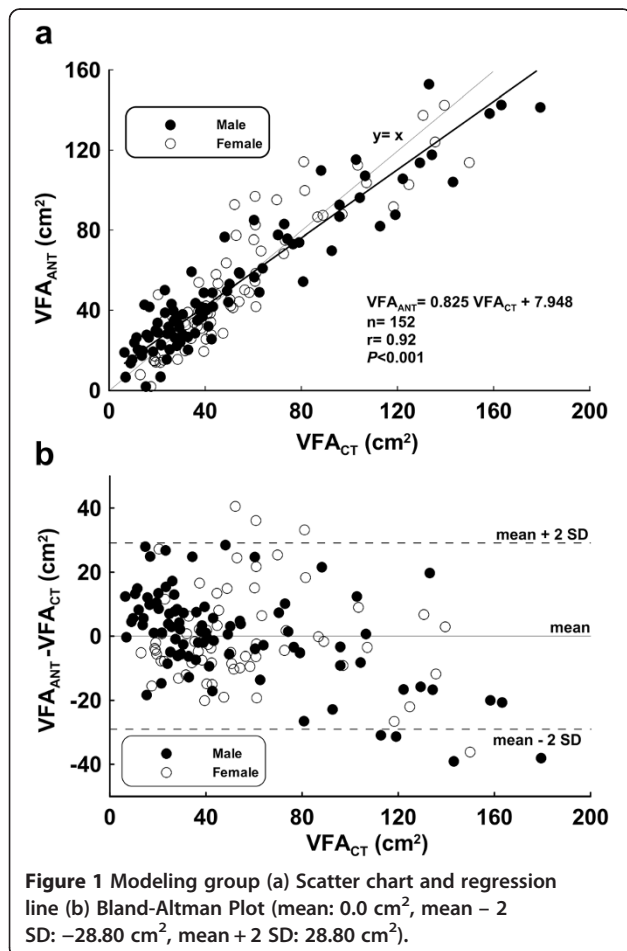 a
160
120
80
40
0
VFA_ANT (cm²)
Male
Female
y= x
VFA_ANT= 0.825 VFA_CT + 7.948
n= 152
r= 0.92
P<0.001
0 40 80 120 160 200
VFA_CT (cm²)
b
40
20
0
-20
-40
VFA_ANT -VFA_CT (cm²)
mean + 2 SD
mean
mean - 2 SD
Male
Female
0 40 80 120 160 200
VFA_CT (cm²)
Figure 1 Modeling group (a) Scatter chart and regression
line (b) Bland-Altman Plot (mean: 0.0 cm², mean – 2
SD: −28.80 cm², mean + 2 SD: 28.80 cm²).